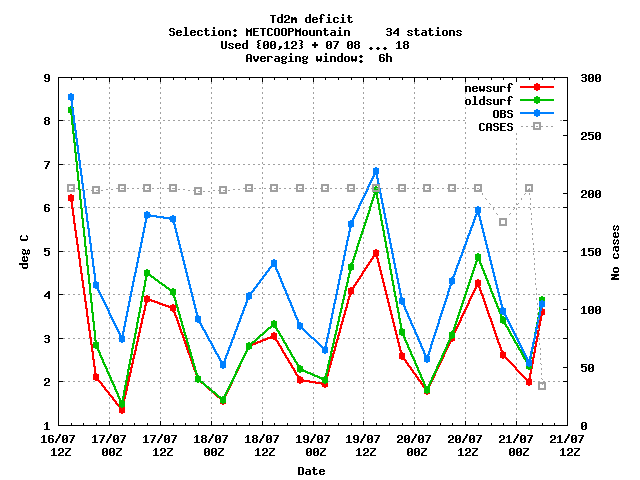 Td2m deficit
Selection: METCOOPMountain     34 stations
Used {00,12} + 07 08 ... 18
Averaging window:  6h
9 300
newsurf
oldsurf
OBS
CASES
8 250
7
6 200
5 150
4 100
3
2 50
1 0
deg C
No cases
16/07 17/07 17/07 18/07 18/07 19/07 19/07 20/07 20/07 21/07 21/07
12Z 00Z 12Z 00Z 12Z 00Z 12Z 00Z 12Z 00Z 12Z
Date